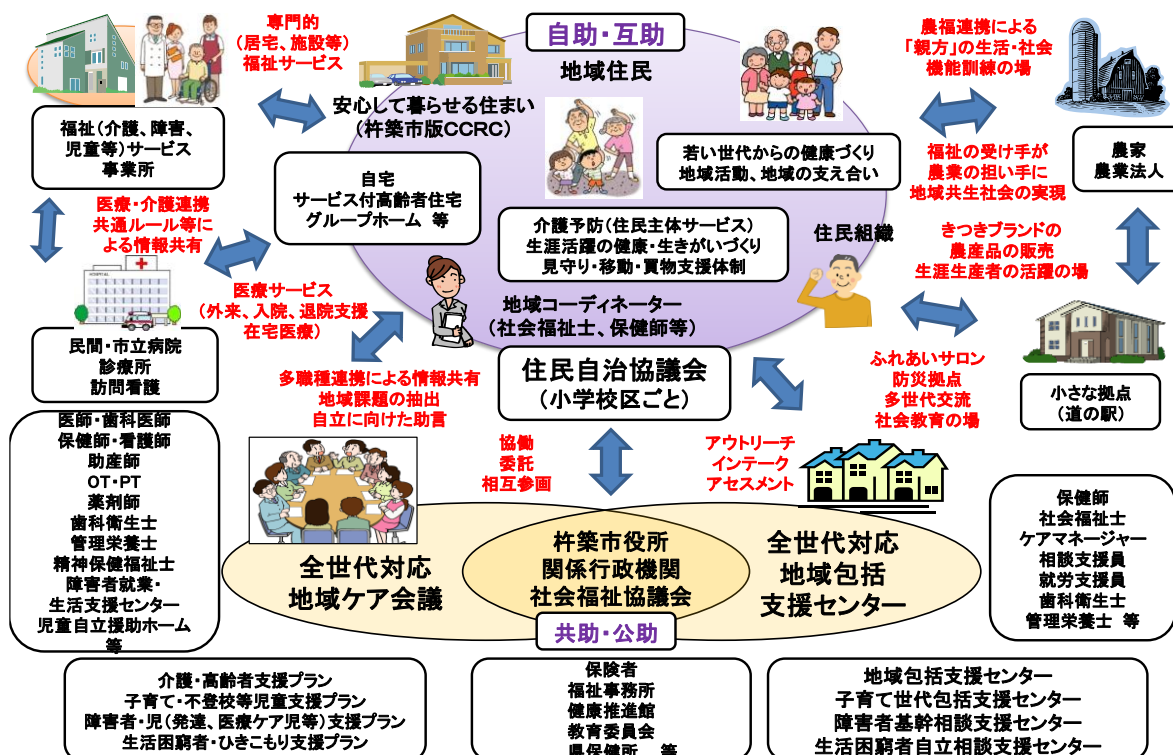 専門的
(居宅、施設等)
福祉サービス
自助・互助
地域住民
農福連携による
「親方」の生活・社会
機能訓練の場
安心して暮らせる住まい
(杵築市版CCRC)
福祉(介護、障害、
児童等)サービス
事業所
若い世代からの健康づくり
地域活動、地域の支え合い
福祉の受け手が
農業の担い手に
地域共生社会の実現
農家
農業法人
自宅
サービス付高齢者住宅
グループホーム 等
医療・介護連携
共通ルール等に
よる情報共有
介護予防(住民主体サービス)
生涯活躍の健康・生きがいづくり
見守り・移動・買物支援体制
住民組織
きつきブランドの
農産品の販売
生涯生産者の活躍の場
HOSPITAL
医療サービス
(外来、入院、退院支援
在宅医療)
地域コーディネーター
(社会福祉士、保健師等)
民間・市立病院
診療所
訪問看護
住民自治協議会
(小学校区ごと)
ふれあいサロン
防災拠点
多世代交流
社会教育の場
小さな拠点
(道の駅)
多職種連携による情報共有
地域課題の抽出
自立に向けた助言
医師・歯科医師
保健師・看護師
助産師
OT・PT
薬剤師
歯科衛生士
管理栄養士
精神保健福祉士
障害者就業・
生活支援センター
児童自立援助ホーム
等
協働
委託
相互参画
アウトリーチ
インテーク
アセスメント
保健師
社会福祉士
ケアマネージャー
相談支援員
就労支援員
歯科衛生士
管理栄養士 等
全世代対応
地域ケア会議
杵築市役所
関係行政機関
社会福祉協議会
全世代対応
地域包括
支援センター
共助・公助
介護・高齢者支援プラン
子育て・不登校等児童支援プラン
障害者・児(発達、医療ケア児等)支援プラン
生活困窮者・ひきこもり支援プラン
保険者
福祉事務所
健康推進館
教育委員会
県保健所 等
地域包括支援センター
子育て世代包括支援センター
障害者基幹相談支援センター
生活困窮者自立相談支援センター